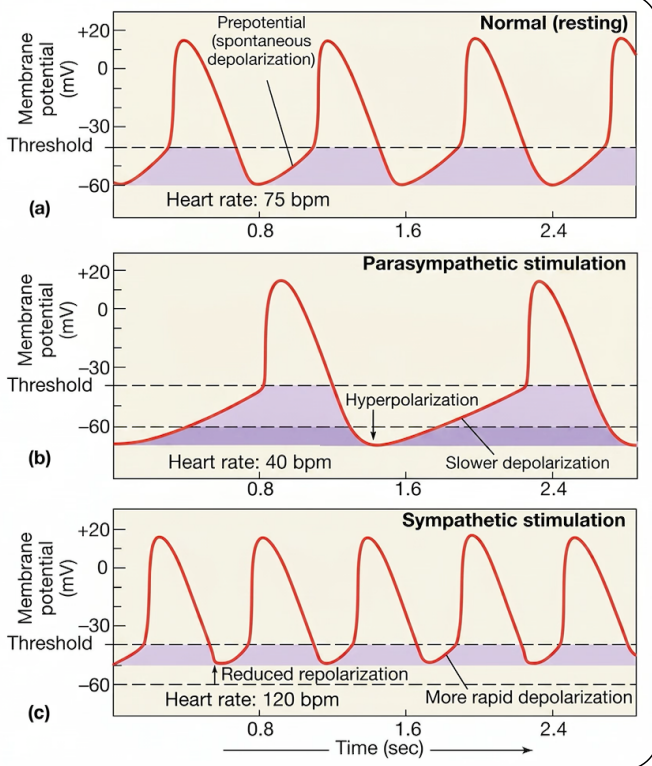 Normal (resting)
Prepotential
(spontaneous
depolarization)
Membrane
potential
(mV)
+20
0
−30
Threshold
−60
Heart rate: 75 bpm
(a)
0.8
1.6
2.4
Parasympathetic stimulation
Membrane
potential
(mV)
+20
0
−30
Threshold
Hyperpolarization
−60
Heart rate: 40 bpm
Slower depolarization
(b)
0.8
1.6
2.4
Sympathetic stimulation
Membrane
potential
(mV)
+20
0
−30
Threshold
Reduced repolarization
−60
Heart rate: 120 bpm
More rapid depolarization
(c)
0.8
1.6
2.4
Time (sec)